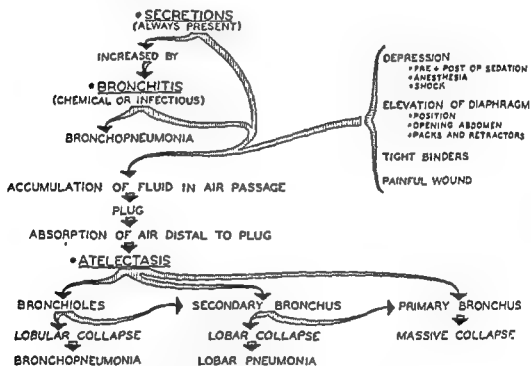 • SECRETIONS
(ALWAYS PRESENT)
INCREASED BY
• BRONCHITIS
(CHEMICAL OR INFECTIOUS)
BRONCHOPNEUMONIA
DEPRESSION
• PRE + POST OP SEDATION
• ANESTHESIA
• SHOCK
ELEVATION OF DIAPHRAGM
• POSITION
• OPENING ABDOMEN
• PACKS AND RETRACTORS
TIGHT BINDERS
PAINFUL WOUND
ACCUMULATION OF FLUID IN AIR PASSAGE
PLUG
ABSORPTION OF AIR DISTAL TO PLUG
• ATELECTASIS
BRONCHIOLES SECONDARY BRONCHUS PRIMARY BRONCHUS
LOBULAR COLLAPSE LOBAR COLLAPSE MASSIVE COLLAPSE
BRONCHOPNEUMONIA LOBAR PNEUMONIA